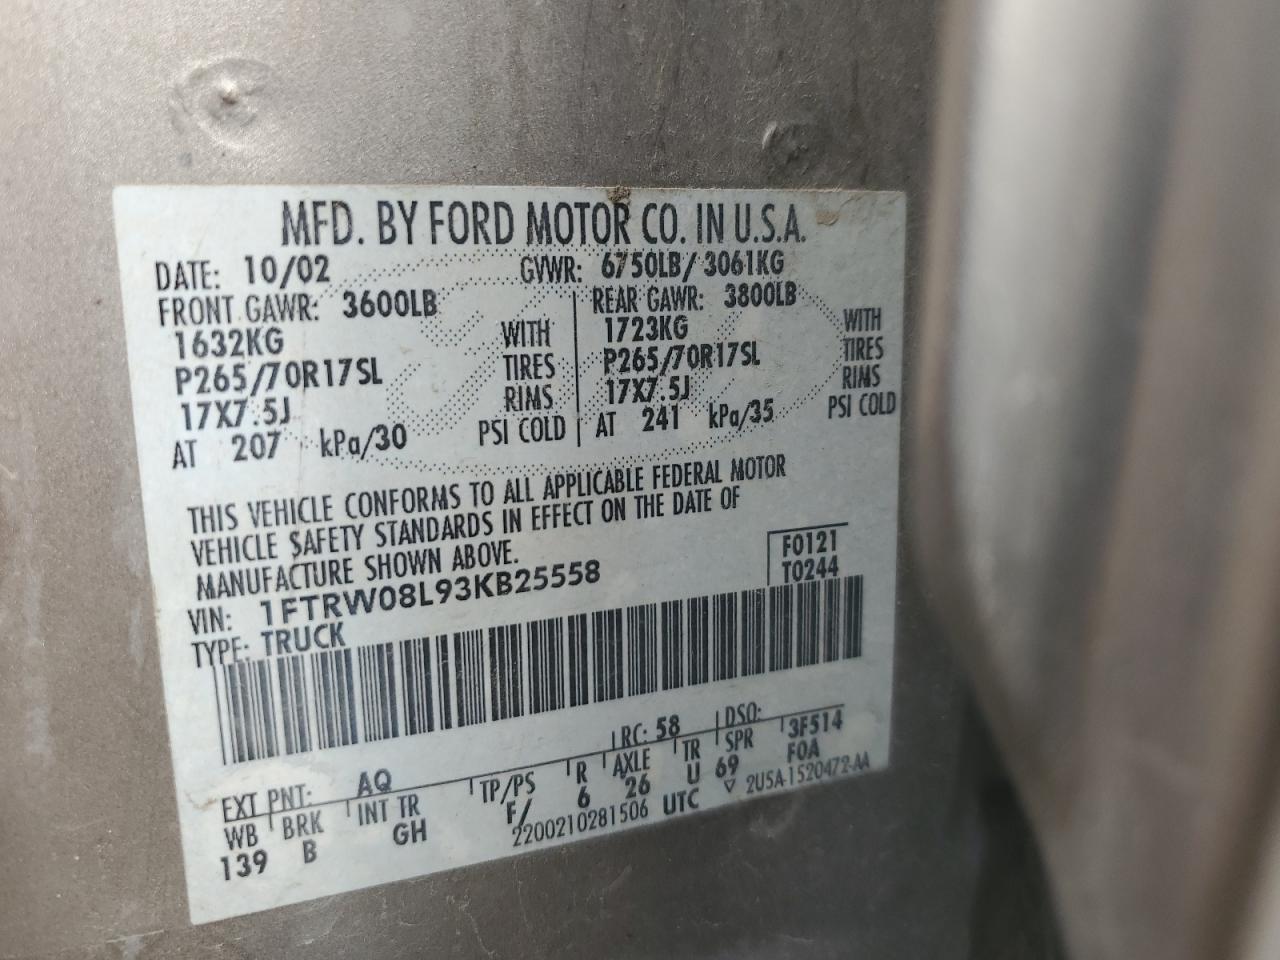 MFD. BY FORD MOTOR CO. IN U.S.A.
DATE: 10/02 GVWR: 6750LB/ 3061KG
FRONT GAWR: 3600LB REAR GAWR: 3800LB
1632KG WITH 1723KG WITH
P265/70R17SL TIRES P265/70R17SL TIRES
17X7.5J RIMS 17X7.5J RIMS
AT 207 kPa/30 PSI COLD AT 241 kPa/35 PSI COLD
THIS VEHICLE CONFORMS TO ALL APPLICABLE FEDERAL MOTOR
VEHICLE SAFETY STANDARDS IN EFFECT ON THE DATE OF
MANUFACTURE SHOWN ABOVE.
F0121
VIN: 1FTRW08L93KB25558 T0244
TYPE: TRUCK
EXT PNT: AQ RC: 58 DSO: 3F514
WB BRK INT TR TP/PS R AXLE TR SPR F0A
139 B GH F/ 6 26 U 69
2200210281506 UTC ▽ 2U5A-1520472-AA